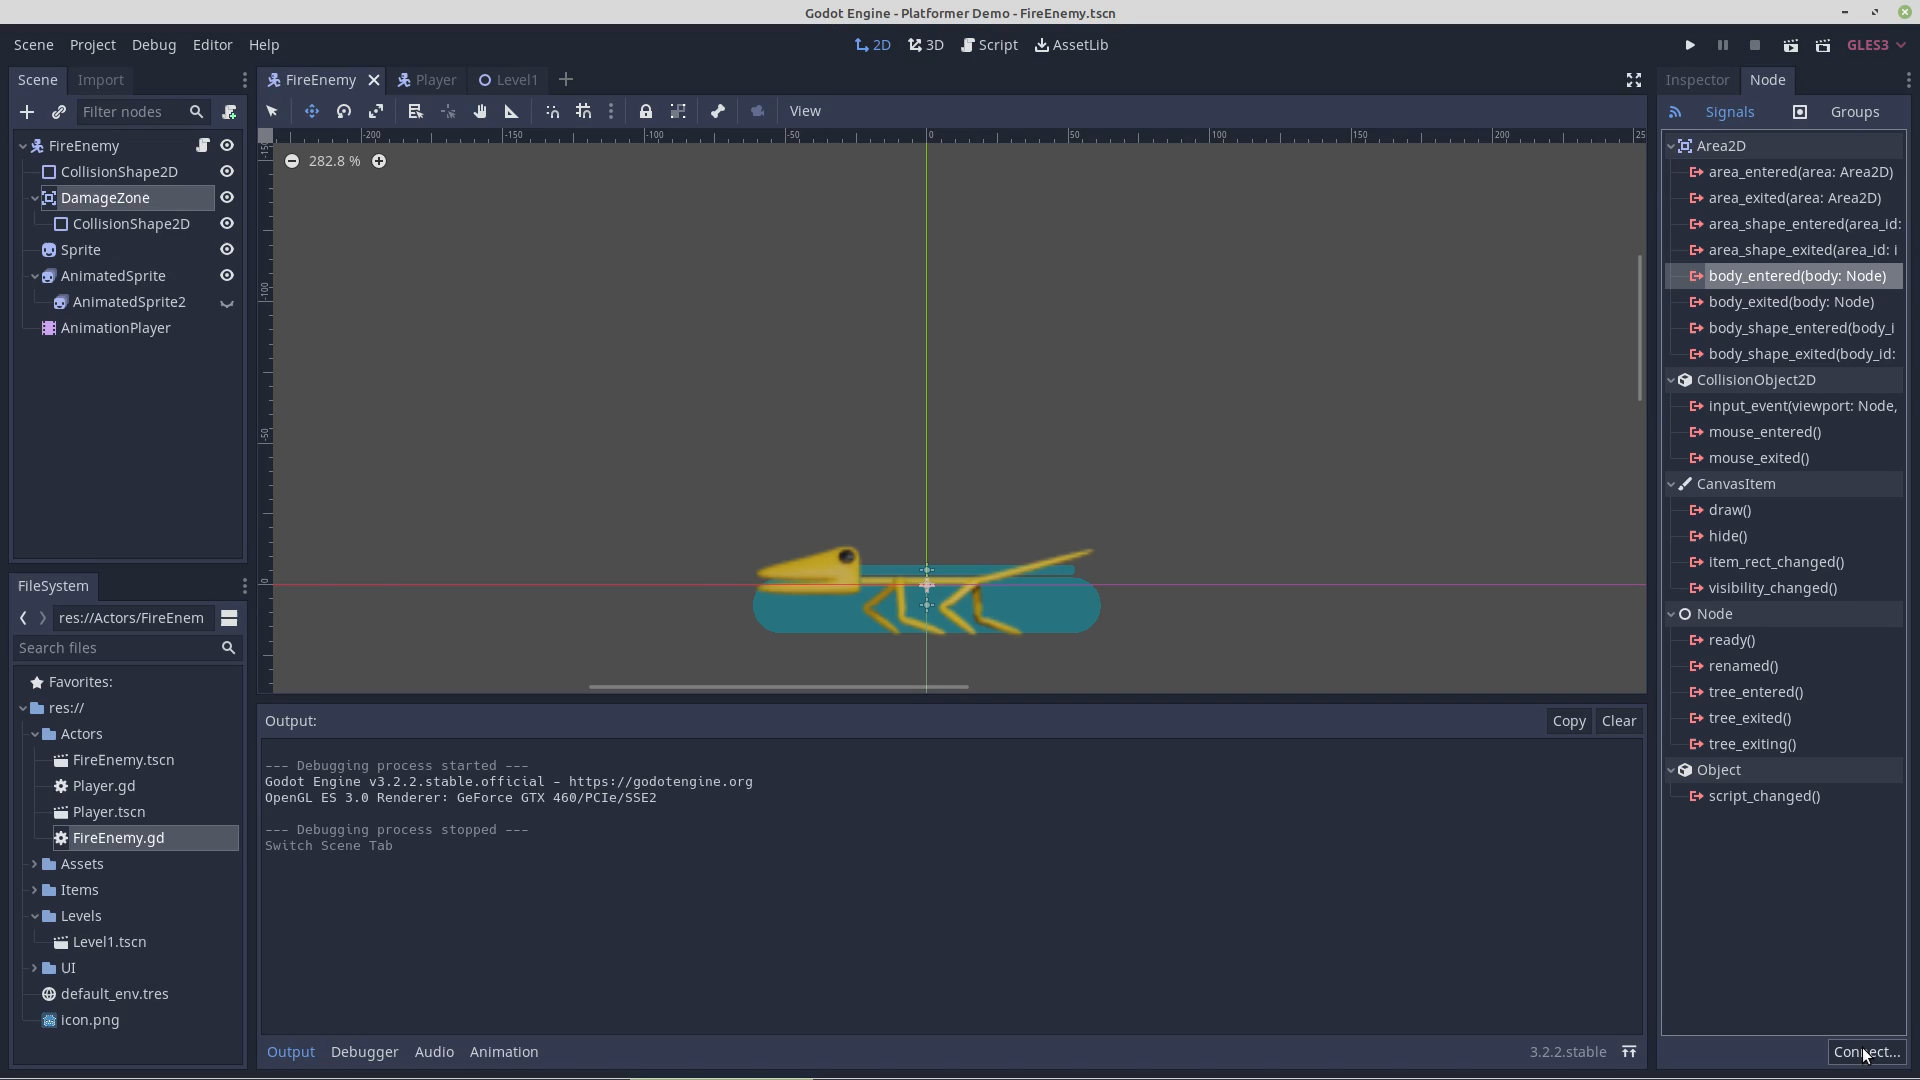 Godot Engine - Platformer Demo - FireEnemy.tscn
Scene Project Debug Editor Help
2D 3D Script AssetLib
GLES3
Scene Import
Filter nodes
FireEnemy
CollisionShape2D
DamageZone
CollisionShape2D
Sprite
AnimatedSprite
AnimatedSprite2
AnimationPlayer
FileSystem
res://Actors/FireEnem
Search files
Favorites:
res://
Actors
FireEnemy.tscn
Player.gd
Player.tscn
FireEnemy.gd
Assets
Items
Levels
Level1.tscn
UI
default_env.tres
icon.png
FireEnemy Player Level1
View
-200 -150 -100 -50 0 50 100 150 200 25
-150
-100
-50
0
282.8 %
Output:
Copy Clear
--- Debugging process started ---
Godot Engine v3.2.2.stable.official - https://godotengine.org
OpenGL ES 3.0 Renderer: GeForce GTX 460/PCIe/SSE2
--- Debugging process stopped ---
Switch Scene Tab
Output Debugger Audio Animation
3.2.2.stable
Inspector Node
Signals Groups
Area2D
area_entered(area: Area2D)
area_exited(area: Area2D)
area_shape_entered(area_id:
area_shape_exited(area_id: i
body_entered(body: Node)
body_exited(body: Node)
body_shape_entered(body_i
body_shape_exited(body_id:
CollisionObject2D
input_event(viewport: Node,
mouse_entered()
mouse_exited()
CanvasItem
draw()
hide()
item_rect_changed()
visibility_changed()
Node
ready()
renamed()
tree_entered()
tree_exited()
tree_exiting()
Object
script_changed()
Connect...